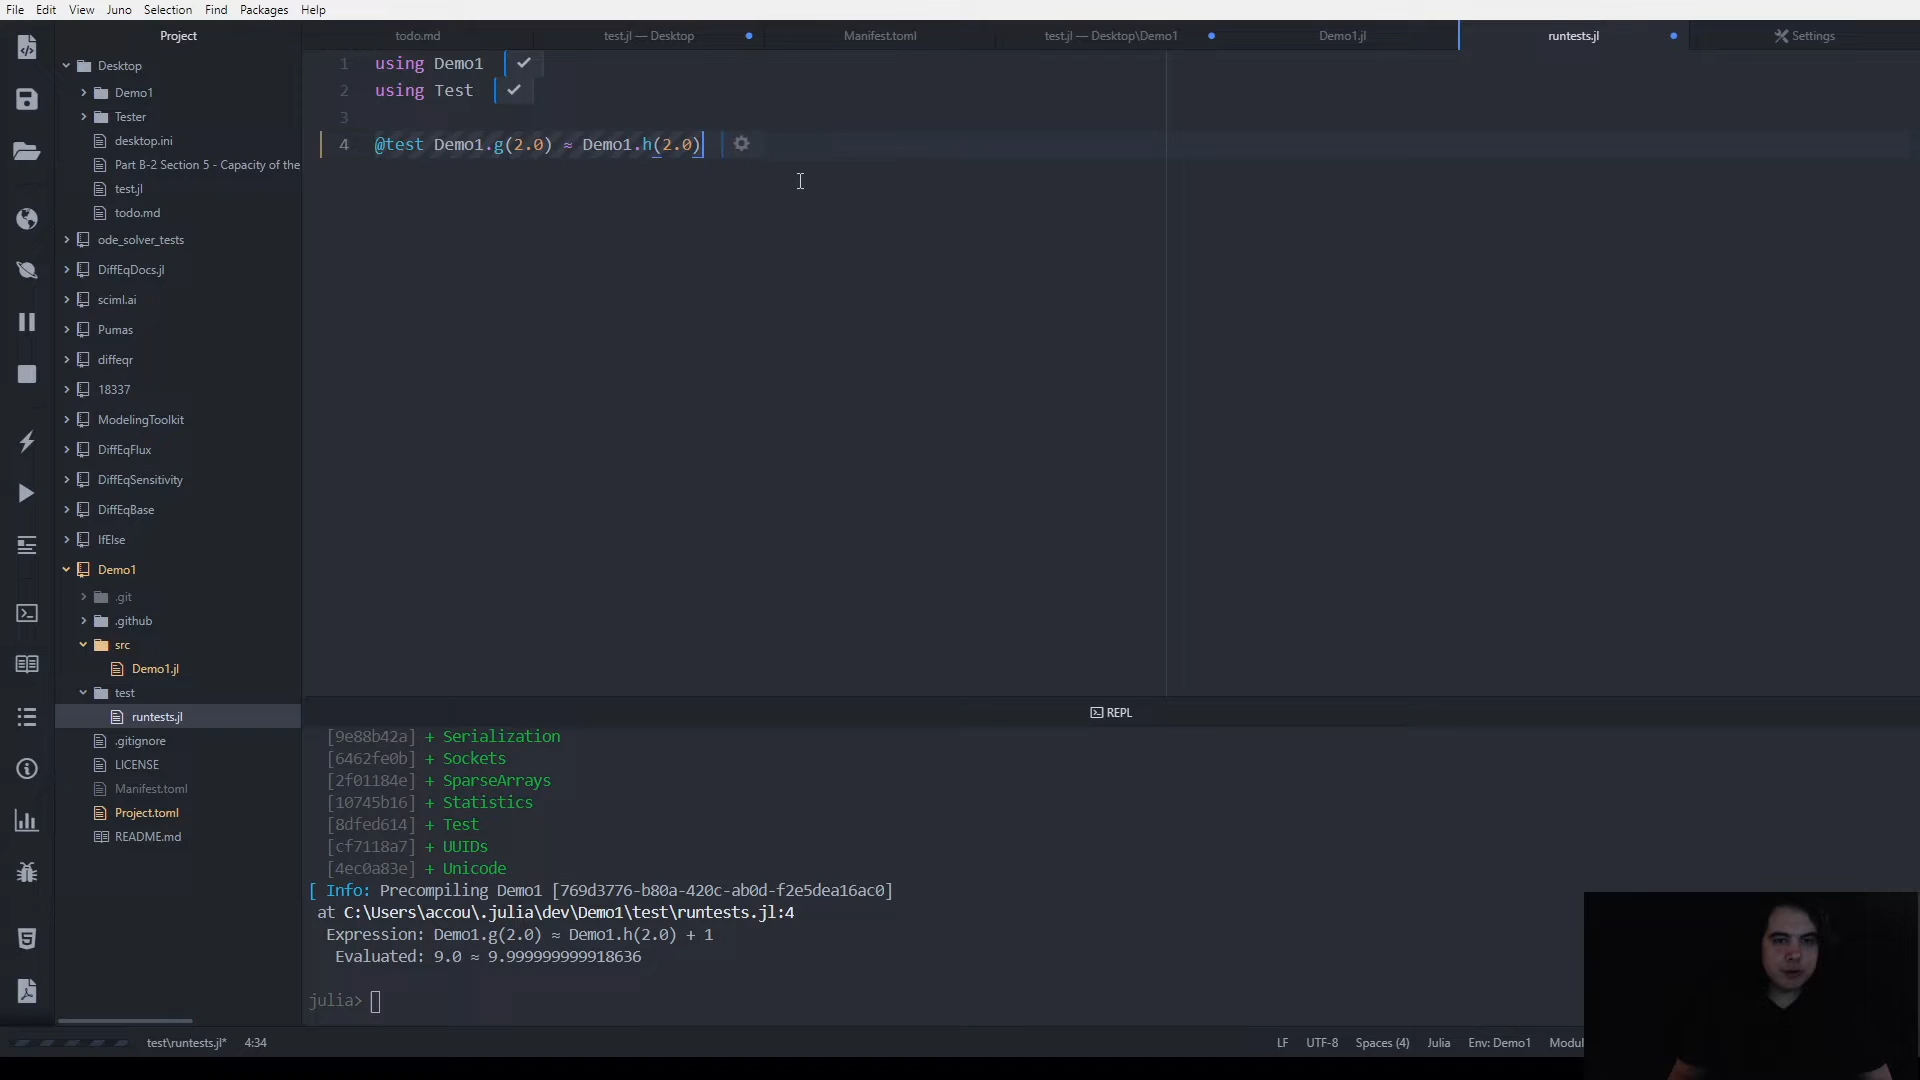 File Edit View Juno Selection Find Packages Help
Project
todo.md
test.jl — Desktop
Manifest.toml
test.jl — Desktop\Demo1
Demo1.jl
runtests.jl
Settings
Desktop
Demo1
Tester
desktop.ini
Part B-2 Section 5 - Capacity of the
test.jl
todo.md
ode_solver_tests
DiffEqDocs.jl
sciml.ai
Pumas
diffeqr
18337
ModelingToolkit
DiffEqFlux
DiffEqSensitivity
DiffEqBase
IfElse
Demo1
.git
.github
src
Demo1.jl
test
runtests.jl
.gitignore
LICENSE
Manifest.toml
Project.toml
README.md
1 using Demo1
2 using Test
3
4 @test Demo1.g(2.0) ≈ Demo1.h(2.0)
REPL
[9e88b42a] + Serialization
[6462fe0b] + Sockets
[2f01184e] + SparseArrays
[10745b16] + Statistics
[8dfed614] + Test
[cf7118a7] + UUIDs
[4ec0a83e] + Unicode
[ Info: Precompiling Demo1 [769d3776-b80a-420c-ab0d-f2e5dea16ac0]
at C:\Users\accou\.julia\dev\Demo1\test\runtests.jl:4
Expression: Demo1.g(2.0) ≈ Demo1.h(2.0) + 1
Evaluated: 9.0 ≈ 9.999999999918636
julia>
test\runtests.jl* 4:34
LF UTF-8 Spaces (4) Julia Env: Demo1 Modul